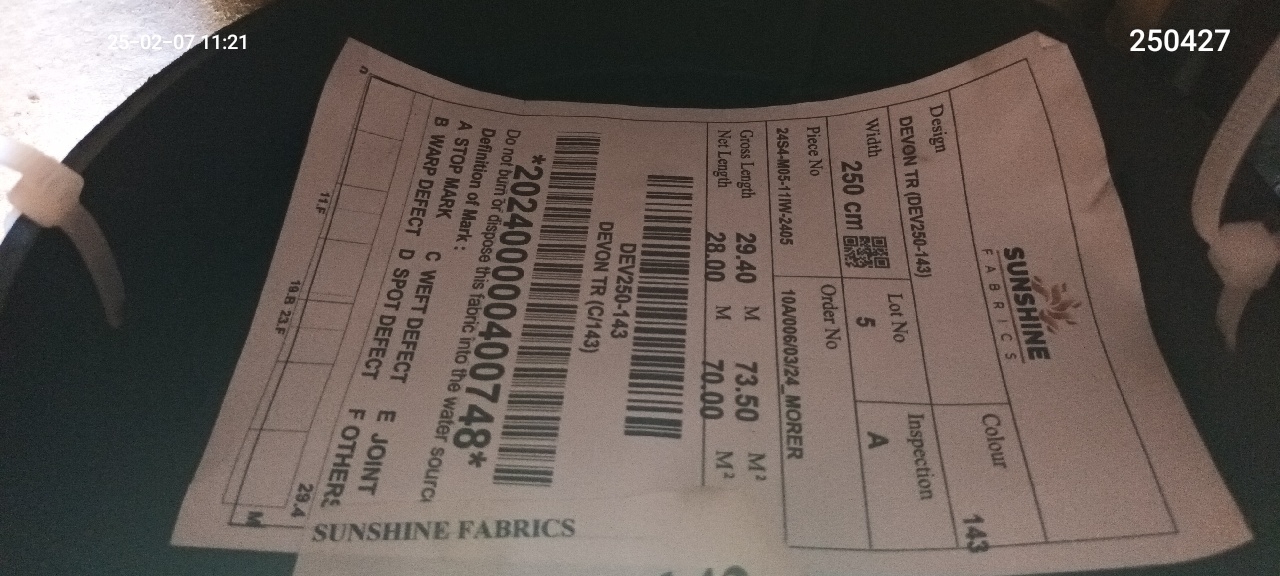 25-02-07 11:21
250427
SUNSHINE
FABRICS
Design
DEVON TR (DEV250-143)
Colour
143
Width
250 cm
Lot No
5
Inspection
A
Piece No
24S4-M05-11IW-2405
Order No
10A/006/03/24_MORER
Gross Length 29.40 M 73.50 M²
Net Length 28.00 M 70.00 M²
DEV250-143
DEVON TR (C/143)
*2024000000400748*
Do not burn or dispose this fabric into the water sourc
Definition of Mark :
A STOP MARK C WEFT DEFECT E JOINT
B WARP DEFECT D SPOT DEFECT F OTHERS
11.F 19.B 23.F 29.4
M
SUNSHINE FABRICS